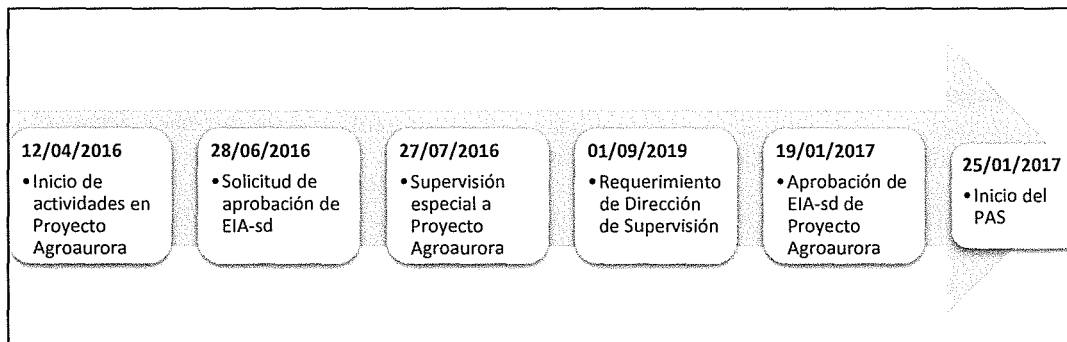 12/04/2016
• Inicio de
actividades en
Proyecto
Agroaurora
28/06/2016
• Solicitud de
aprobación de
EIA-sd
27/07/2016
• Supervisión
especial a
Proyecto
Agroaurora
01/09/2019
• Requerimiento
de Dirección
de Supervisión
19/01/2017
• Aprobación de
EIA-sd de
Proyecto
Agroaurora
25/01/2017
• Inicio del
PAS